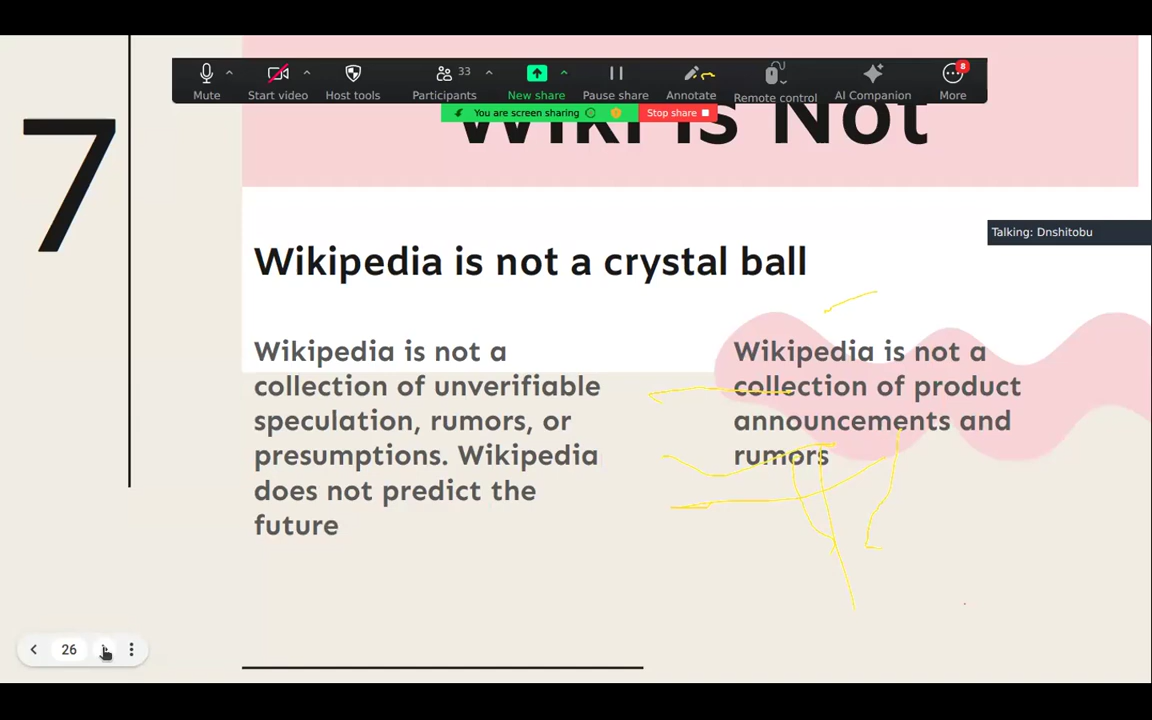 Mute
Start video
Host tools
Participants 33
New share
Pause share
Annotate
Remote control
AI Companion
More 8
You are screen sharing
Stop share
7
Wiki is Not
Talking: Dnshitobu
Wikipedia is not a crystal ball
Wikipedia is not a
collection of unverifiable
speculation, rumors, or
presumptions. Wikipedia
does not predict the
future
Wikipedia is not a
collection of product
announcements and
rumors
26